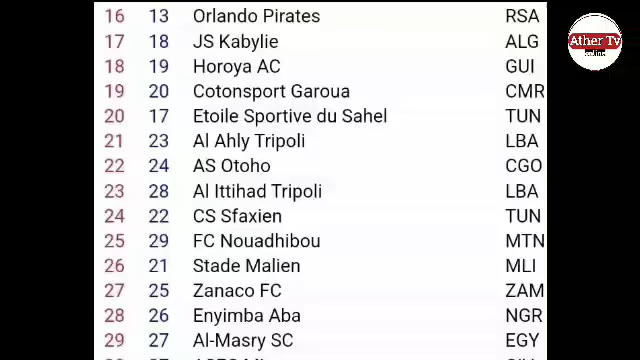 16 13 Orlando Pirates RSA
17 18 JS Kabylie ALG
18 19 Horoya AC GUI
19 20 Cotonsport Garoua CMR
20 17 Etoile Sportive du Sahel TUN
21 23 Al Ahly Tripoli LBA
22 24 AS Otoho CGO
23 28 Al Ittihad Tripoli LBA
24 22 CS Sfaxien TUN
25 29 FC Nouadhibou MTN
26 21 Stade Malien MLI
27 25 Zanaco FC ZAM
28 26 Enyimba Aba NGR
29 27 Al-Masry SC EGY
Ather Tv
online